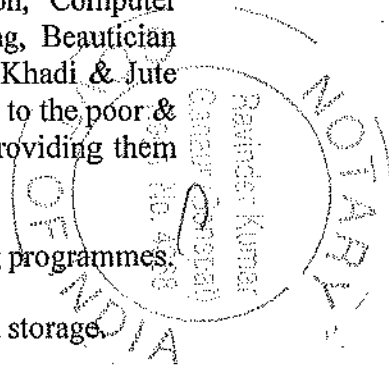 on, Computer
ng, Beautician
Khadi & Jute
to the poor &
roviding them
programmes.
storage.
NOTARY
Ravinder Kumar
OF INDIA